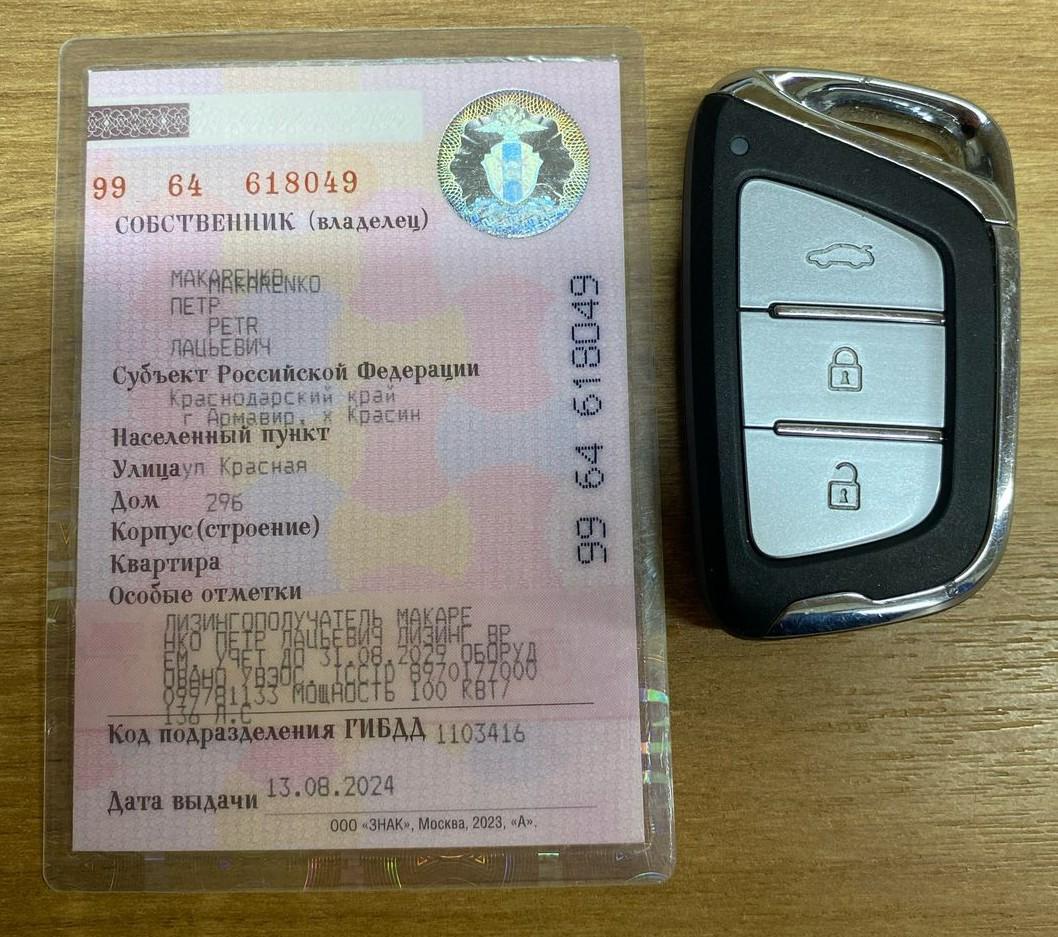 99 64 618049
СОБСТВЕННИК (владелец)
МАКАРЕНКО
MAKARENKO
ПЕТР
PETR
ЛАЦЬЕВИЧ
Субъект Российской Федерации
Краснодарский край
г Армавир, х Красин
Населенный пункт
Улица ул Красная
Дом 296
Корпус (строение)
Квартира
Особые отметки
ЛИЗИНГОПОЛУЧАТЕЛЬ МАКАРЕ
НКО ПЕТР ЛАЦЬЕВИЧ ЛИЗИНГ ВР
ЕМ. УЧЕТ ДО 31.08.2029 ОБОРУД
ОВАНО УВЭОС. 8970177000
099781133 МОЩНОСТЬ 100 КВТ/
136 Л.С
Код подразделения ГИБДД 1103416
Дата выдачи 13.08.2024
ООО «ЗНАК», Москва, 2023, «А».
99 64 618049